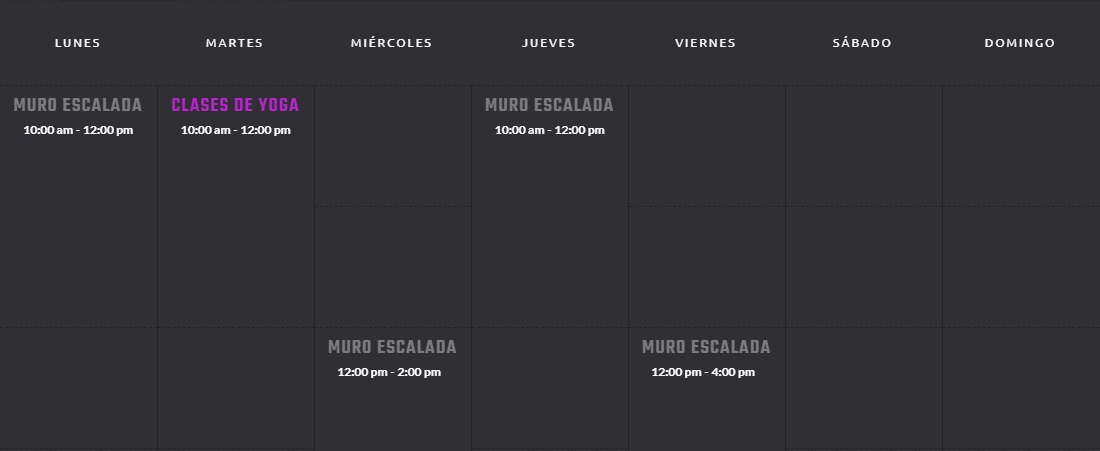 LUNES MARTES MIÉRCOLES JUEVES VIERNES SÁBADO DOMINGO
MURO ESCALADA CLASES DE YOGA MURO ESCALADA
10:00 am - 12:00 pm 10:00 am - 12:00 pm 10:00 am - 12:00 pm
MURO ESCALADA MURO ESCALADA
12:00 pm - 2:00 pm 12:00 pm - 4:00 pm